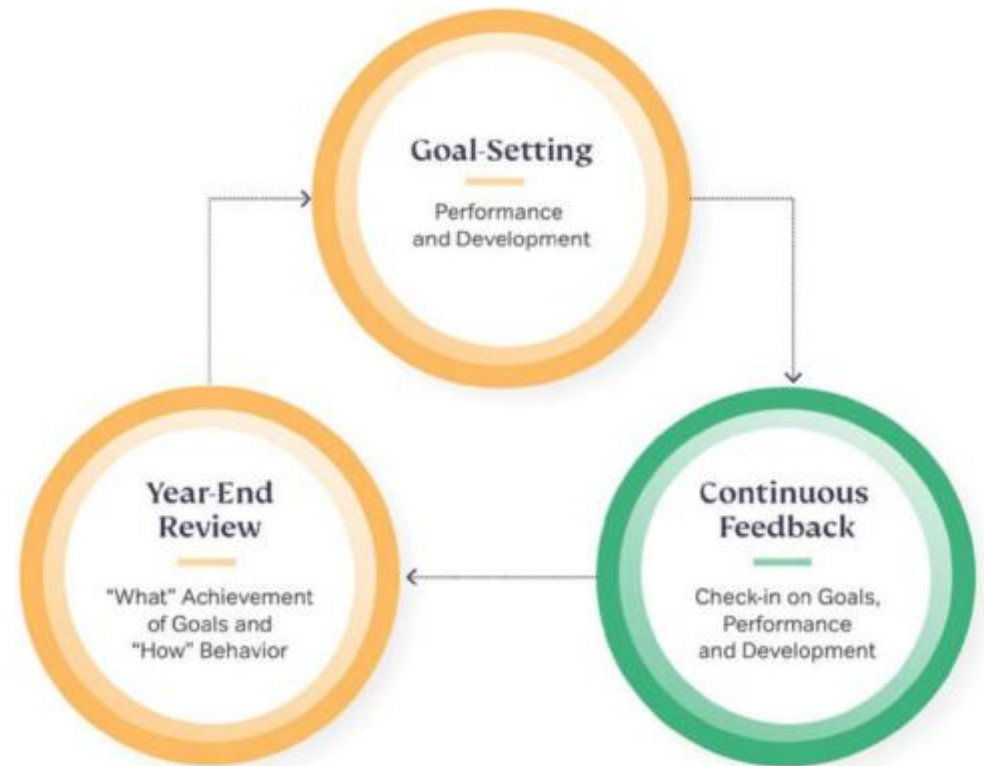 Goal-Setting
Performance
and Development
Year-End
Review
"What" Achievement
of Goals and
"How" Behavior
Continuous
Feedback
Check-in on Goals,
Performance
and Development